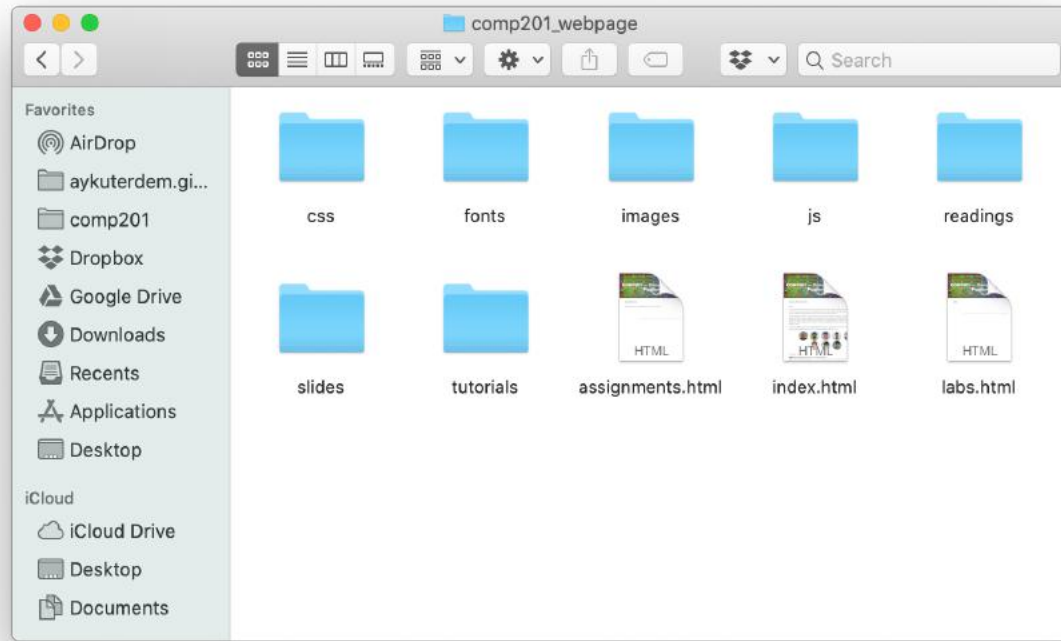 comp201_webpage
Search
Favorites
AirDrop
aykuterdem.gi...
comp201
Dropbox
Google Drive
Downloads
Recents
Applications
Desktop
iCloud
iCloud Drive
Desktop
Documents
css
fonts
images
js
readings
HTML
HTML
HTML
slides
tutorials
assignments.html
index.html
labs.html